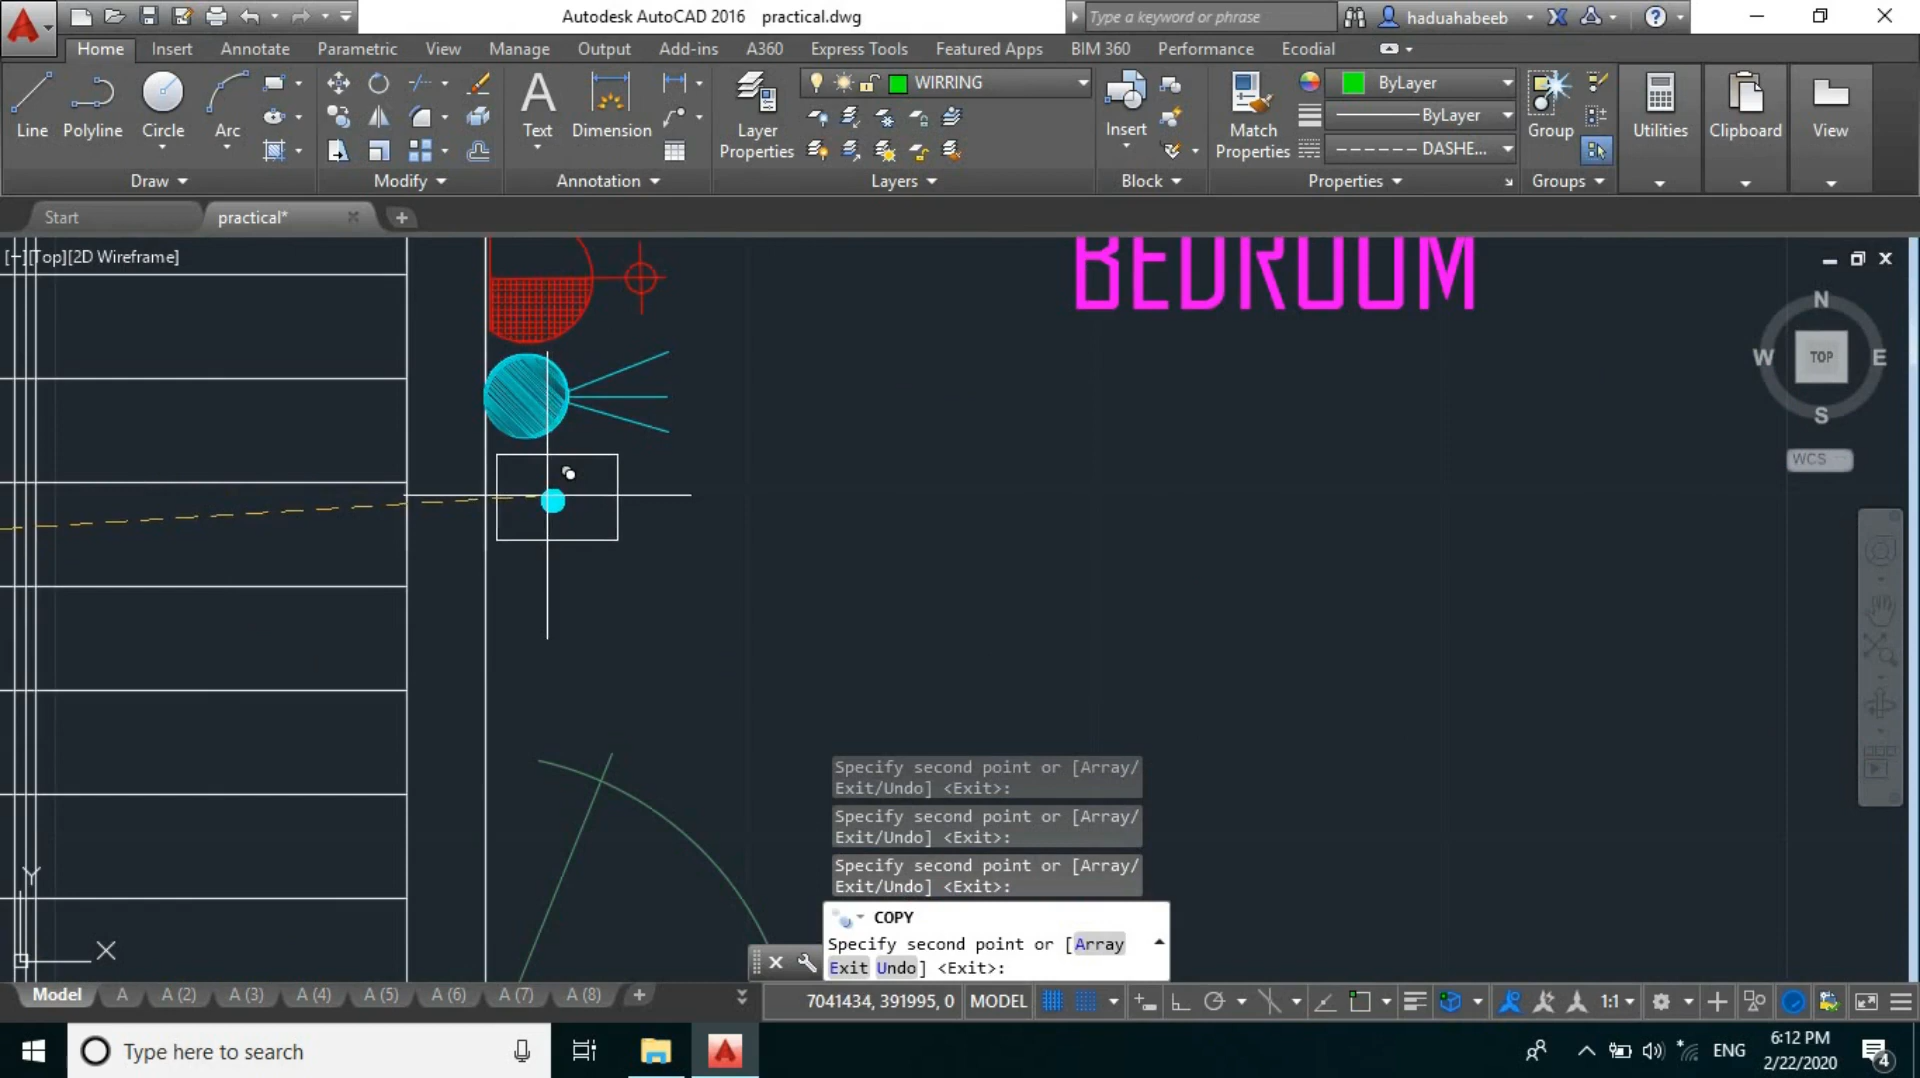 Autodesk AutoCAD 2016 practical.dwg
Type a keyword or phrase
haduahabeeb
Home Insert Annotate Parametric View Manage Output Add-ins A360 Express Tools Featured Apps BIM 360 Performance Ecodial
WIRRING
ByLayer
ByLayer
DASHE...
Line Polyline Circle Arc
Text Dimension
Layer
Properties
Insert
Match
Properties
Group
Utilities
Clipboard
View
Draw Modify Annotation Layers Block Properties Groups
Start practical*
[−][Top][2D Wireframe]
BEDROOM
N
W TOP E
S
WCS
Specify second point or [Array/
Exit/Undo] <Exit>:
Specify second point or [Array/
Exit/Undo] <Exit>:
Specify second point or [Array/
Exit/Undo] <Exit>:
COPY
Specify second point or [Array
Exit Undo] <Exit>:
Y
X
Model A A (2) A (3) A (4) A (5) A (6) A (7) A (8)
7041434, 391995, 0 MODEL 1:1
Type here to search
ENG
6:12 PM
2/22/2020
4